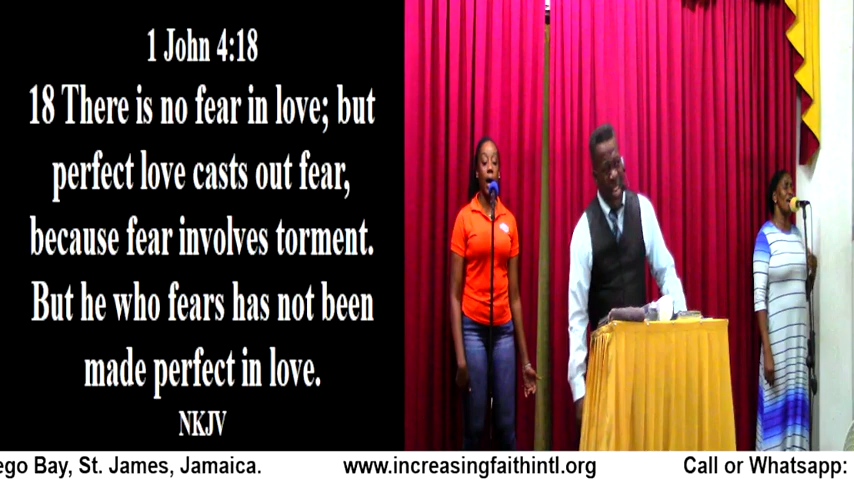 1 John 4:18
18 There is no fear in love; but
perfect love casts out fear,
because fear involves torment.
But he who fears has not been
made perfect in love.
NKJV
ego Bay, St. James, Jamaica. www.increasingfaithintl.org Call or Whatsapp: